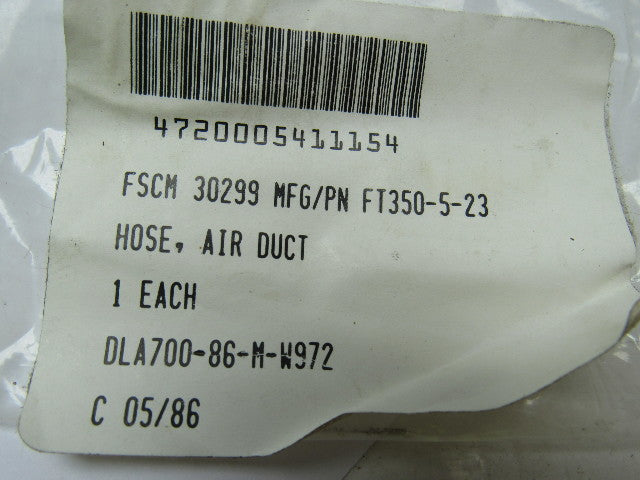 4720005411154
FSCM 30299 MFG/PN FT350-5-23
HOSE, AIR DUCT
1 EACH
DLA700-86-M-W972
C 05/86